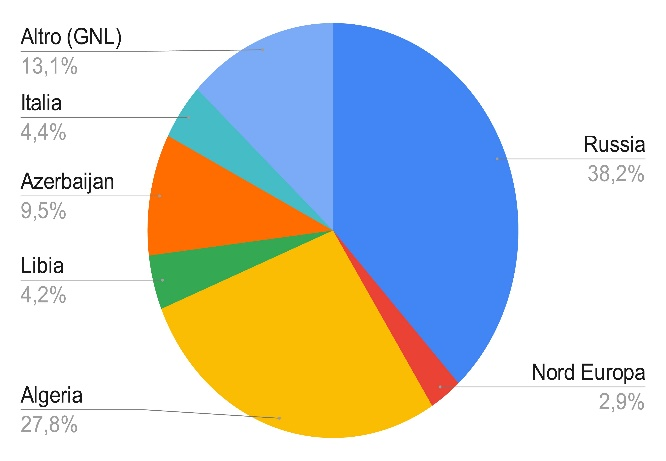 Altro (GNL)
13,1%
Italia
4,4%
Azerbaijan
9,5%
Libia
4,2%
Algeria
27,8%
Russia
38,2%
Nord Europa
2,9%